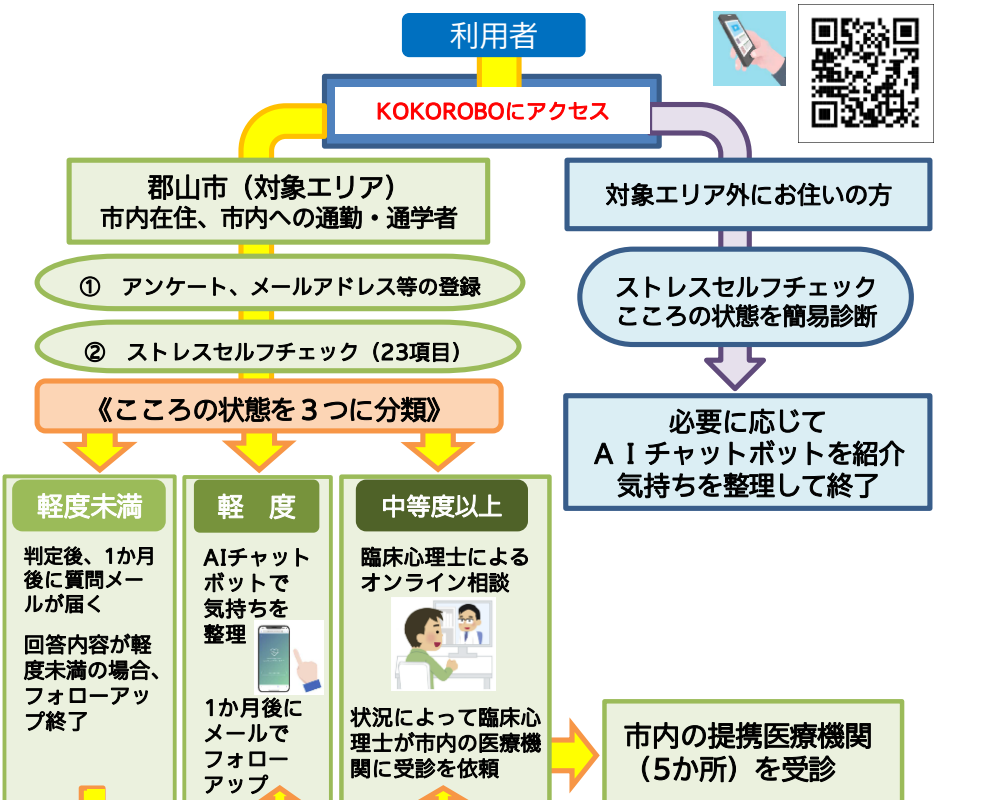 利用者
KOKOROBOにアクセス
郡山市（対象エリア）
市内在住、市内への通勤・通学者
対象エリア外にお住いの方
① アンケート、メールアドレス等の登録
② ストレスセルフチェック（23項目）
ストレスセルフチェック
こころの状態を簡易診断
《こころの状態を３つに分類》
必要に応じて
ＡＩチャットボットを紹介
気持ちを整理して終了
軽度未満
判定後、1か月
後に質問メー
ルが届く
回答内容が軽
度未満の場合、
フォローアッ
プ終了
軽　度
AIチャット
ボットで
気持ちを
整理
1か月後に
メールで
フォロー
アップ
中等度以上
臨床心理士による
オンライン相談
状況によって臨床心
理士が市内の医療機
関に受診を依頼
市内の提携医療機関
（5か所）を受診